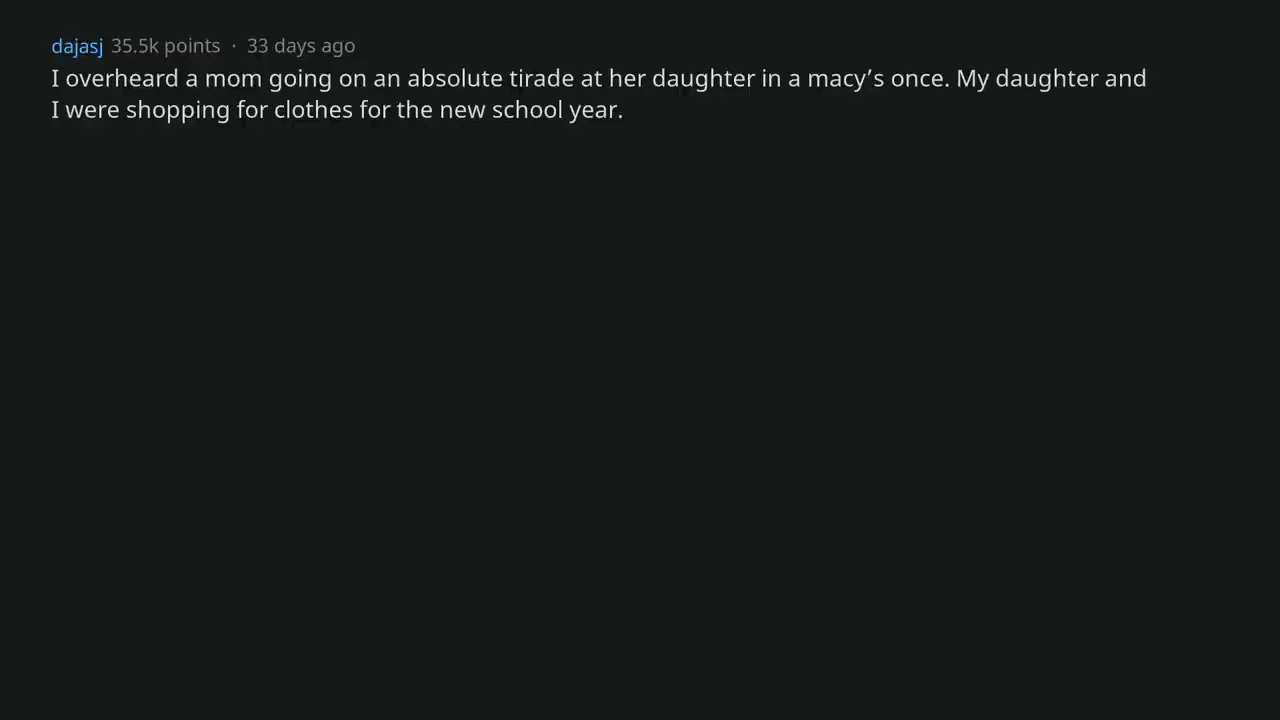 dajasj 35.5k points · 33 days ago
I overheard a mom going on an absolute tirade at her daughter in a macy’s once. My daughter and
I were shopping for clothes for the new school year.